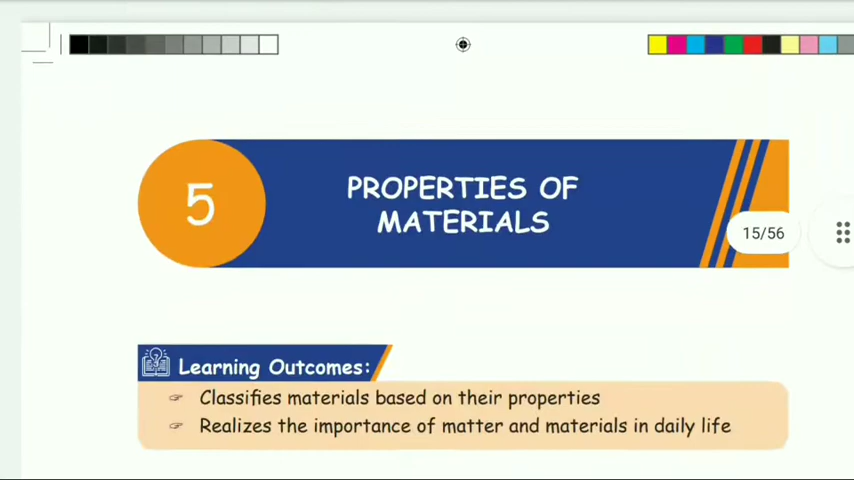 5
PROPERTIES OF
MATERIALS
15/56
Learning Outcomes:
☞ Classifies materials based on their properties
☞ Realizes the importance of matter and materials in daily life